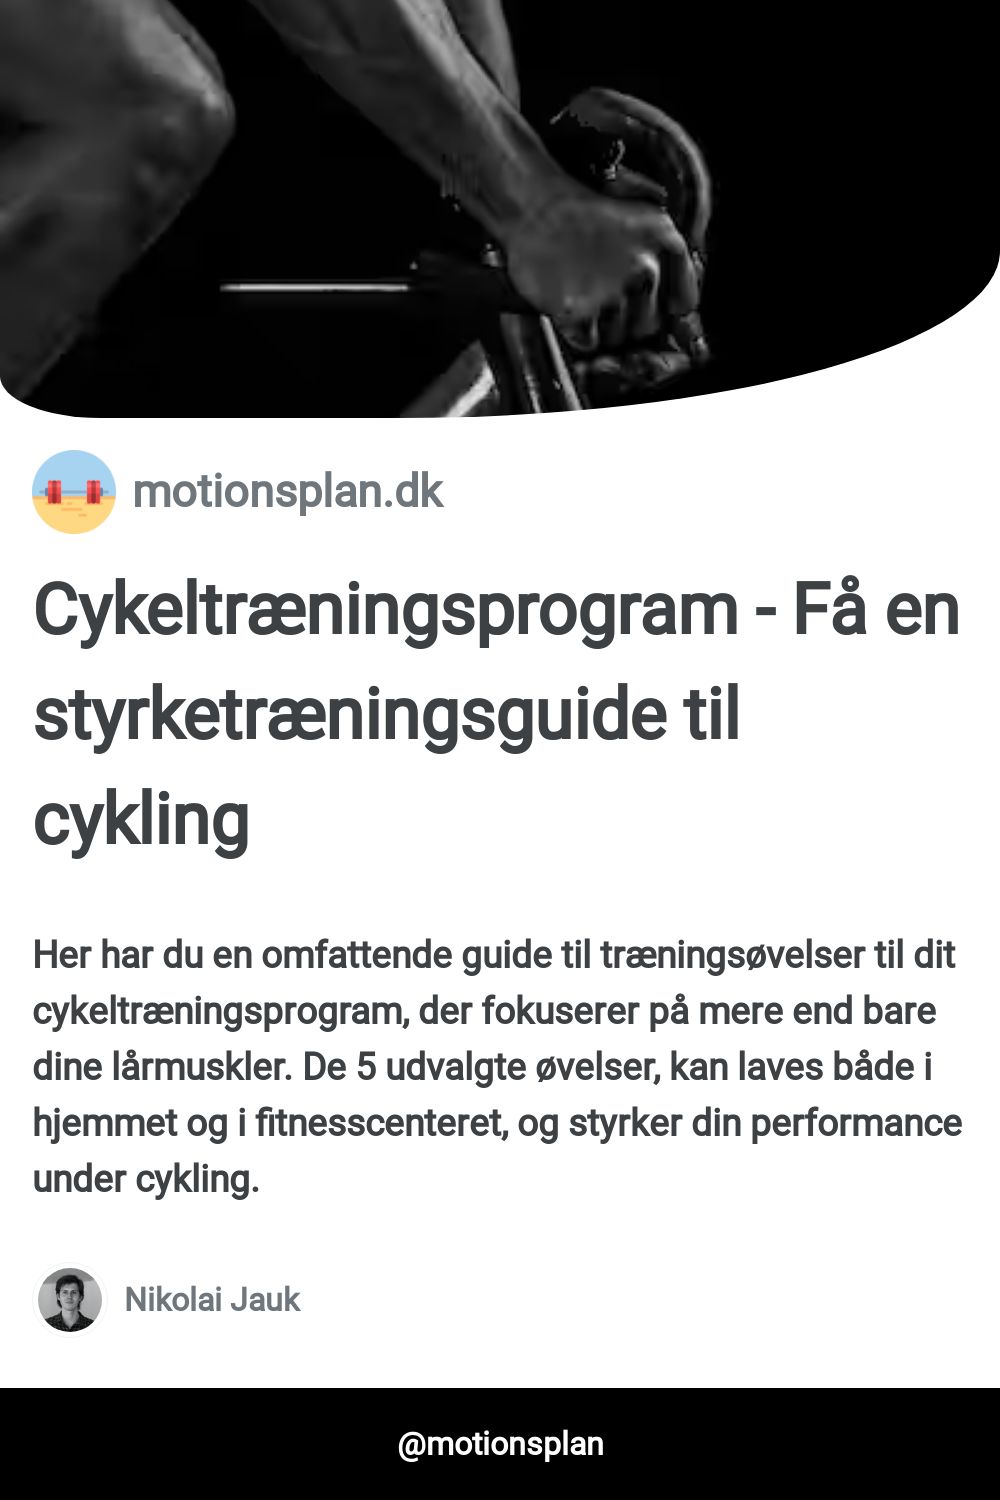 motionsplan.dk
Cykeltræningsprogram - Få en
styrketræningsguide til
cykling
Her har du en omfattende guide til træningsøvelser til dit
cykeltræningsprogram, der fokuserer på mere end bare
dine lårmuskler. De 5 udvalgte øvelser, kan laves både i
hjemmet og i fitnesscenteret, og styrker din performance
under cykling.
Nikolai Jauk
@motionsplan